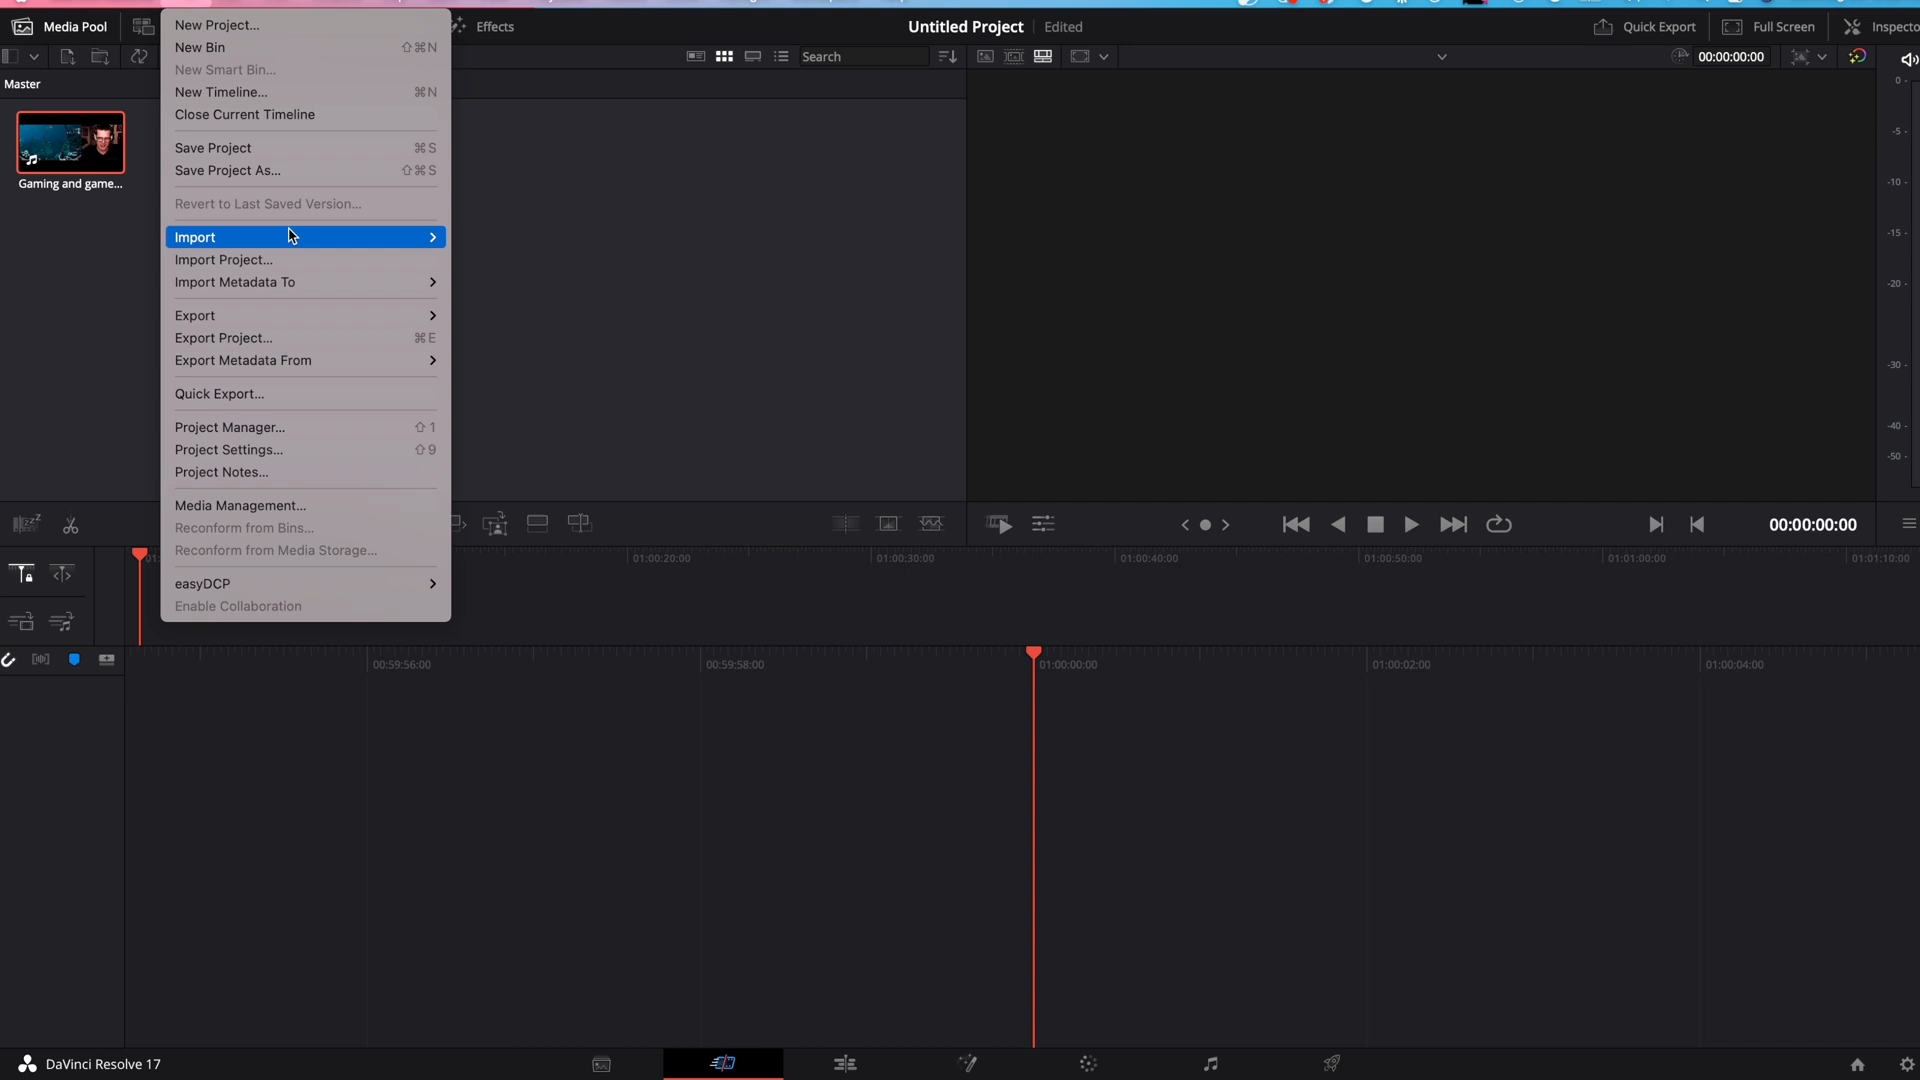 Media Pool
Effects
Untitled Project
Edited
Quick Export
Full Screen
Inspecto
Search
00:00:00:00
Master
Gaming and game...
New Project...
New Bin ⇧⌘N
New Smart Bin...
New Timeline... ⌘N
Close Current Timeline
Save Project ⌘S
Save Project As... ⇧⌘S
Revert to Last Saved Version...
Import
Import Project...
Import Metadata To
Export
Export Project... ⌘E
Export Metadata From
Quick Export...
Project Manager... ⇧1
Project Settings... ⇧9
Project Notes...
Media Management...
Reconform from Bins...
Reconform from Media Storage...
easyDCP
Enable Collaboration
0 -
-5 -
-10 -
-15 -
-20 -
-30 -
-40 -
-50 -
00:00:00:00
01:00:20:00
01:00:30:00
01:00:40:00
01:00:50:00
01:01:00:00
01:01:10:00
00:59:56:00
00:59:58:00
01:00:00:00
01:00:02:00
01:00:04:00
DaVinci Resolve 17